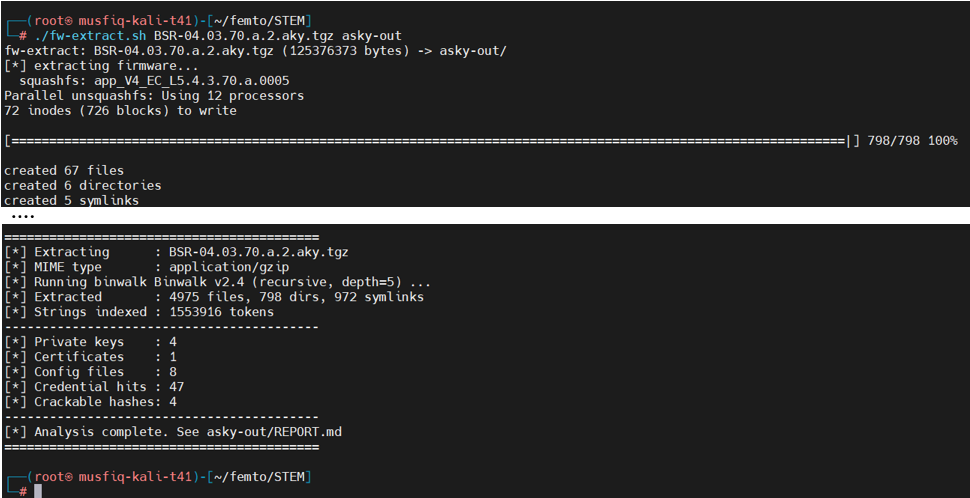 ┌──(root㉿ musfiq-kali-t41)-[~/femto/STEM]
└─# ./fw-extract.sh BSR-04.03.70.a.2.aky.tgz asky-out
fw-extract: BSR-04.03.70.a.2.aky.tgz (125376373 bytes) -> asky-out/
[*] extracting firmware...
  squashfs: app_V4_EC_L5.4.3.70.a.0005
Parallel unsquashfs: Using 12 processors
72 inodes (726 blocks) to write
[===============================================================================================================|] 798/798 100%
created 67 files
created 6 directories
created 5 symlinks
....
==========================================
[*] Extracting      : BSR-04.03.70.a.2.aky.tgz
[*] MIME type       : application/gzip
[*] Running binwalk Binwalk v2.4 (recursive, depth=5) ...
[*] Extracted       : 4975 files, 798 dirs, 972 symlinks
[*] Strings indexed : 1553916 tokens
------------------------------------------
[*] Private keys    : 4
[*] Certificates    : 1
[*] Config files    : 8
[*] Credential hits : 47
[*] Crackable hashes: 4
------------------------------------------
[*] Analysis complete. See asky-out/REPORT.md
==========================================
┌──(root㉿ musfiq-kali-t41)-[~/femto/STEM]
└─#